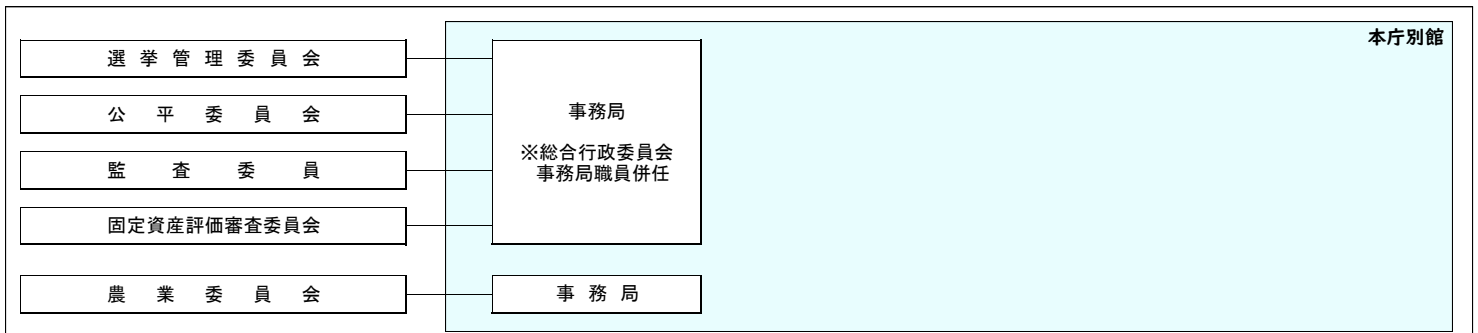 本庁別館
選挙管理委員会
公平委員会
監査委員
固定資産評価審査委員会
事務局
※総合行政委員会
事務局職員併任
農業委員会
事務局